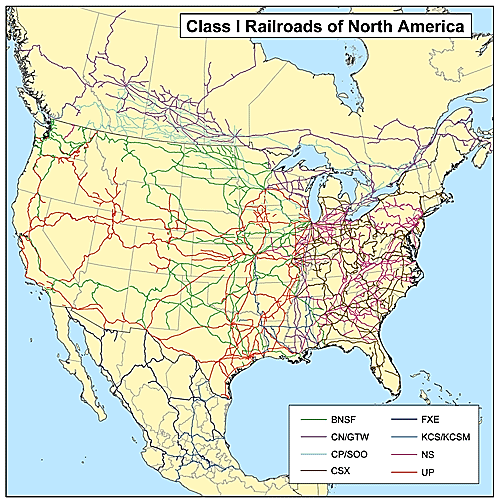 Class I Railroads of North America
BNSF
CN/GTW
CP/SOO
CSX
FXE
KCS/KCSM
NS
UP